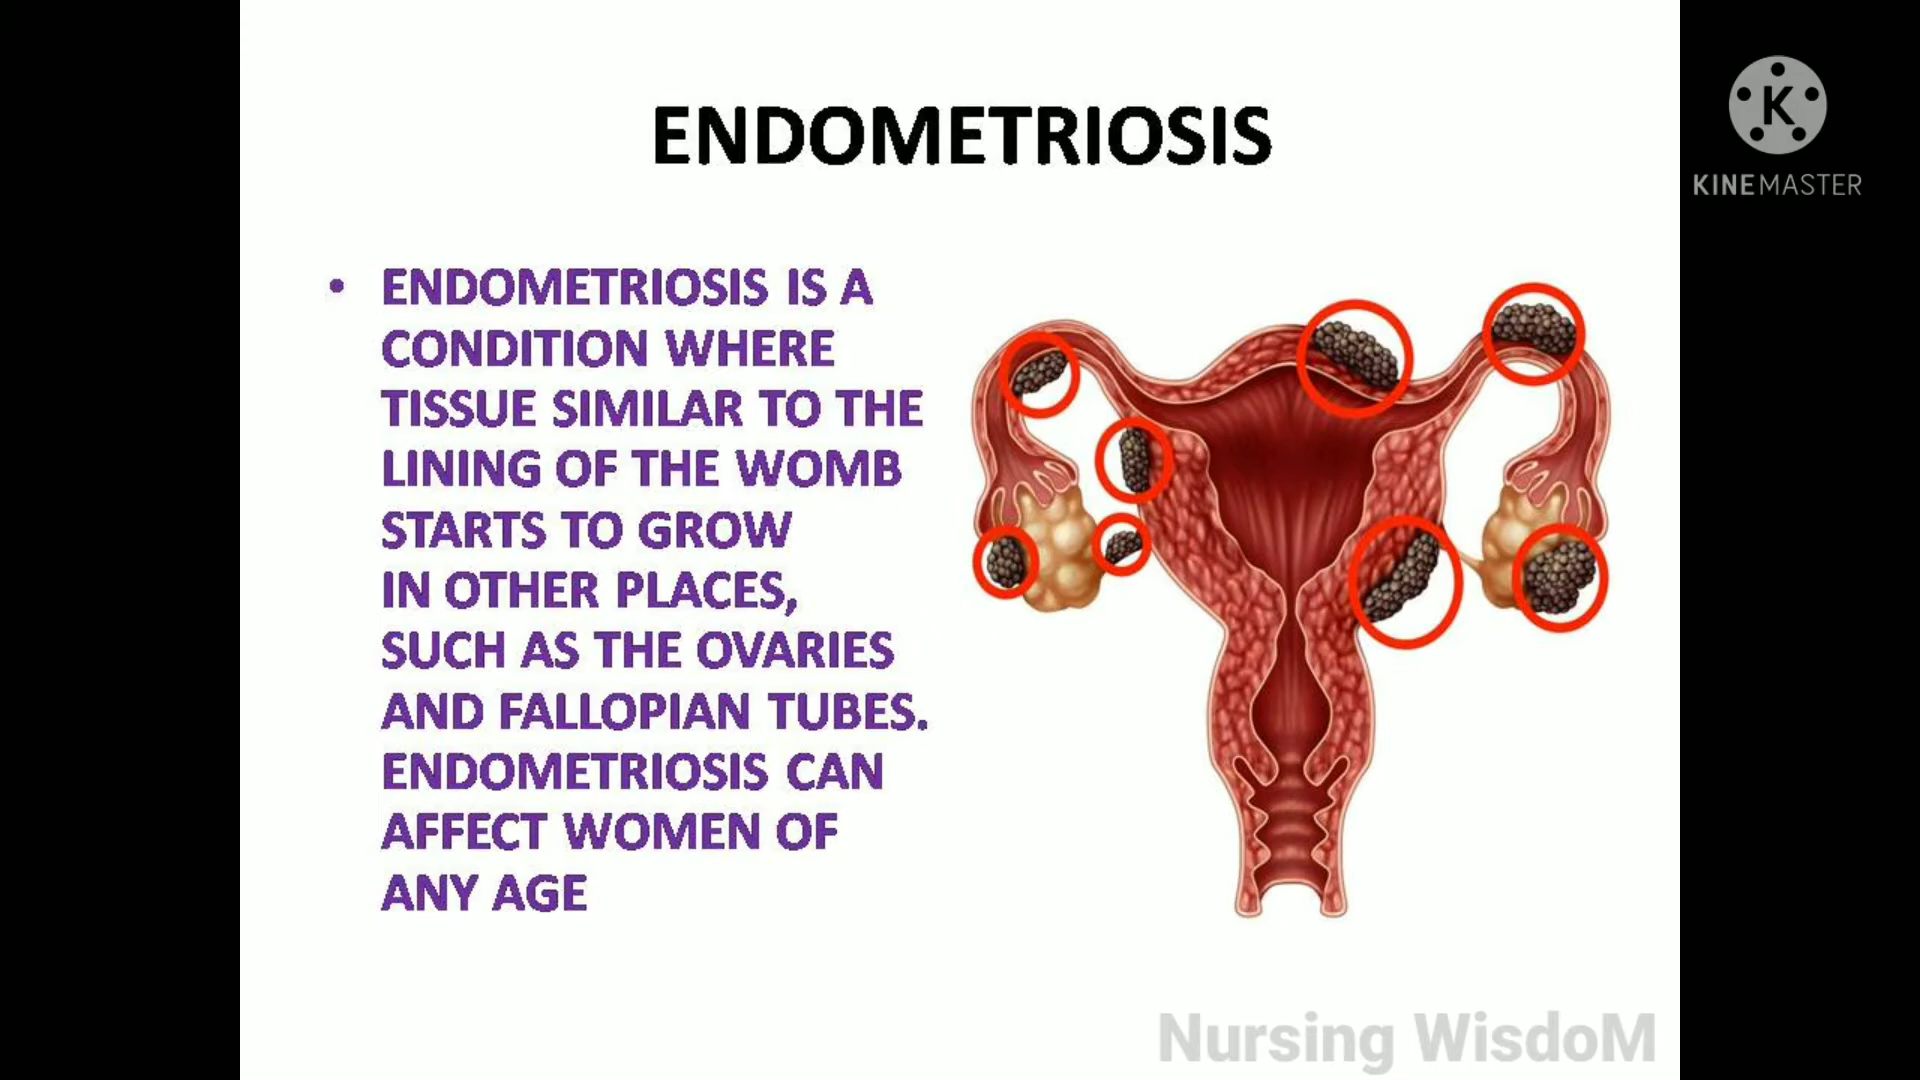 ENDOMETRIOSIS
K
KINEMASTER
• ENDOMETRIOSIS IS A
CONDITION WHERE
TISSUE SIMILAR TO THE
LINING OF THE WOMB
STARTS TO GROW
IN OTHER PLACES,
SUCH AS THE OVARIES
AND FALLOPIAN TUBES.
ENDOMETRIOSIS CAN
AFFECT WOMEN OF
ANY AGE
Nursing WisdoM